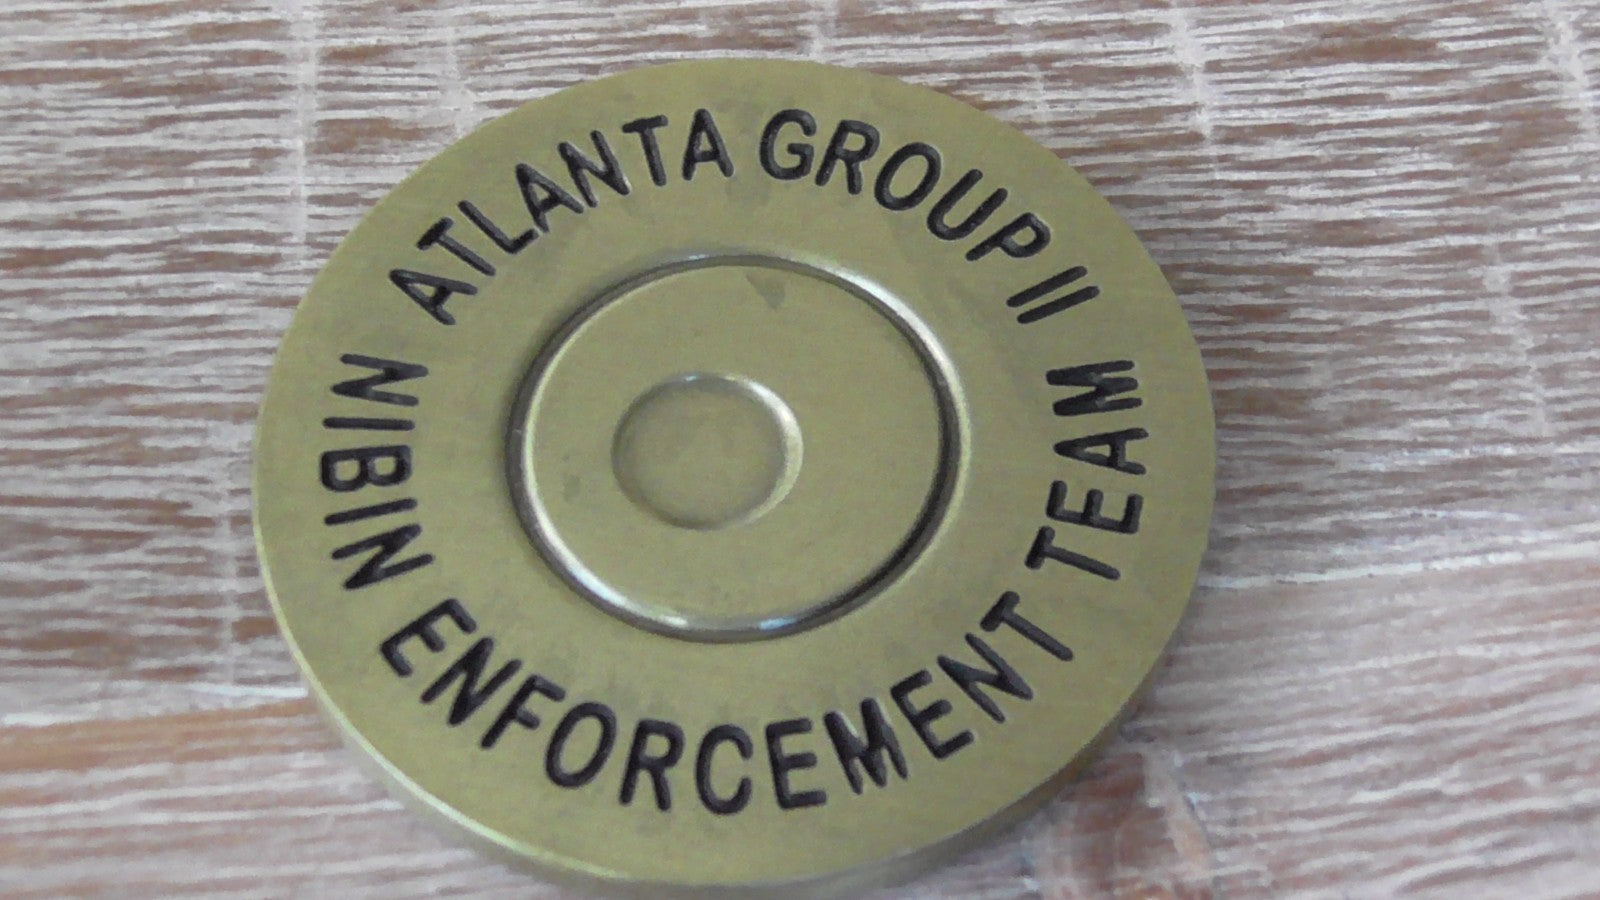 ATLANTA GROUP II
NIBIN ENFORCEMENT TEAM